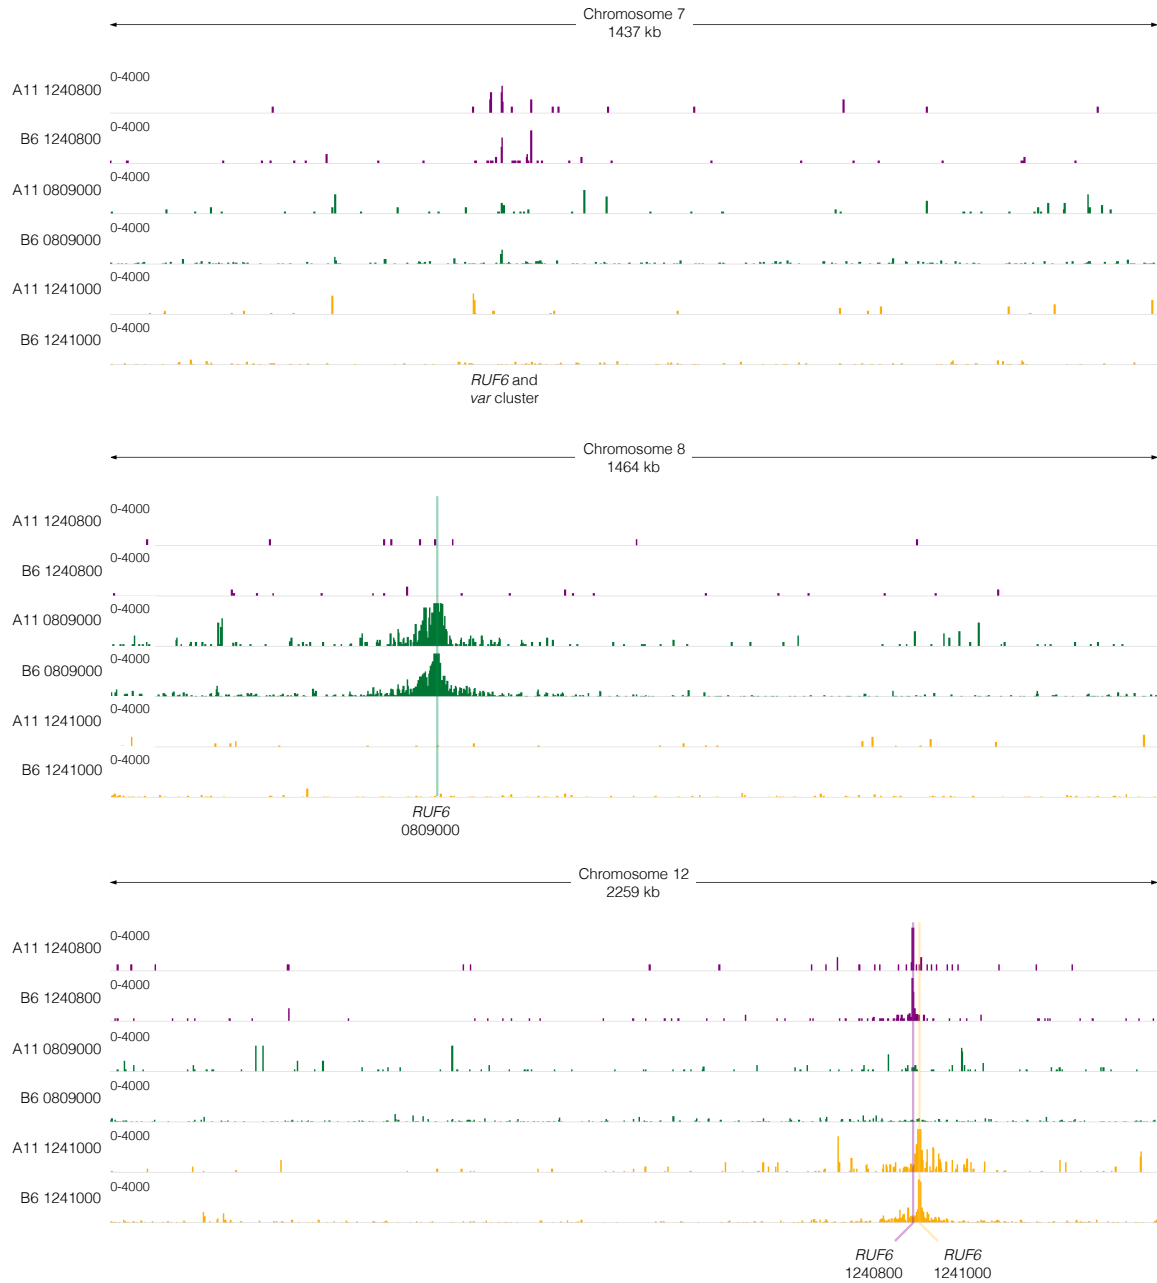 Chromosome 7
1437 kb
0-4000
A11 1240800
0-4000
B6 1240800
0-4000
A11 0809000
0-4000
B6 0809000
0-4000
A11 1241000
0-4000
B6 1241000
RUF6 and
var cluster
Chromosome 8
1464 kb
0-4000
A11 1240800
0-4000
B6 1240800
0-4000
A11 0809000
0-4000
B6 0809000
0-4000
A11 1241000
0-4000
B6 1241000
RUF6
0809000
Chromosome 12
2259 kb
0-4000
A11 1240800
0-4000
B6 1240800
0-4000
A11 0809000
0-4000
B6 0809000
0-4000
A11 1241000
0-4000
B6 1241000
RUF6 RUF6
1240800 1241000